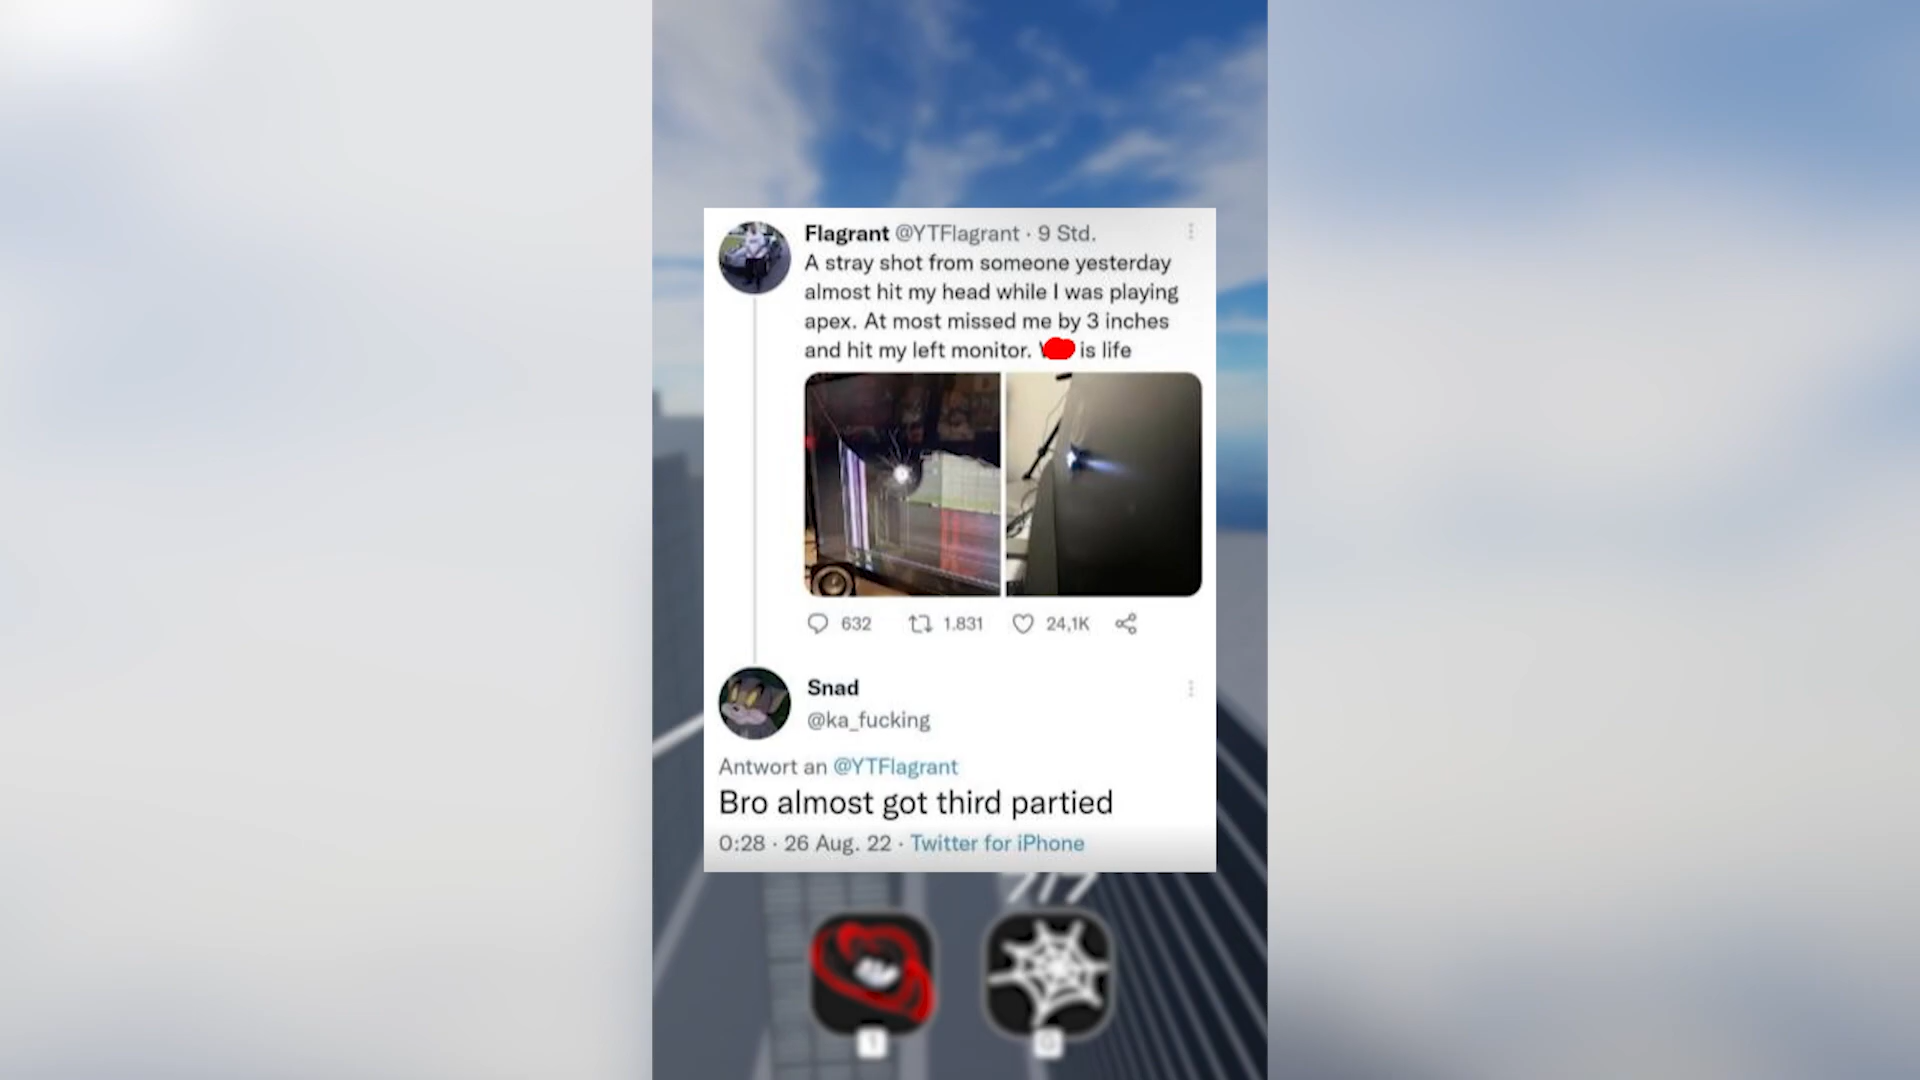 Flagrant @YTFlagrant · 9 Std.
A stray shot from someone yesterday
almost hit my head while I was playing
apex. At most missed me by 3 inches
and hit my left monitor. is life
632 1.831 24,1K
Snad
@ka_fucking
Antwort an @YTFlagrant
Bro almost got third partied
0:28 · 26 Aug. 22 · Twitter for iPhone